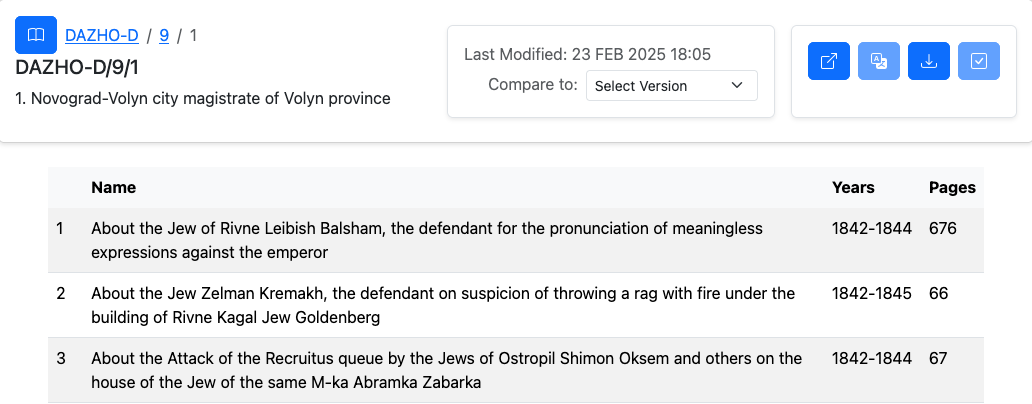 DAZHO-D / 9 / 1
DAZHO-D/9/1
1. Novograd-Volyn city magistrate of Volyn province
Last Modified: 23 FEB 2025 18:05
Compare to: Select Version
Name Years Pages
1 About the Jew of Rivne Leibish Balsham, the defendant for the pronunciation of meaningless 1842-1844 676
expressions against the emperor
2 About the Jew Zelman Kremakh, the defendant on suspicion of throwing a rag with fire under the 1842-1845 66
building of Rivne Kagal Jew Goldenberg
3 About the Attack of the Recruitus queue by the Jews of Ostropil Shimon Oksem and others on the 1842-1844 67
house of the Jew of the same M-ka Abramka Zabarka